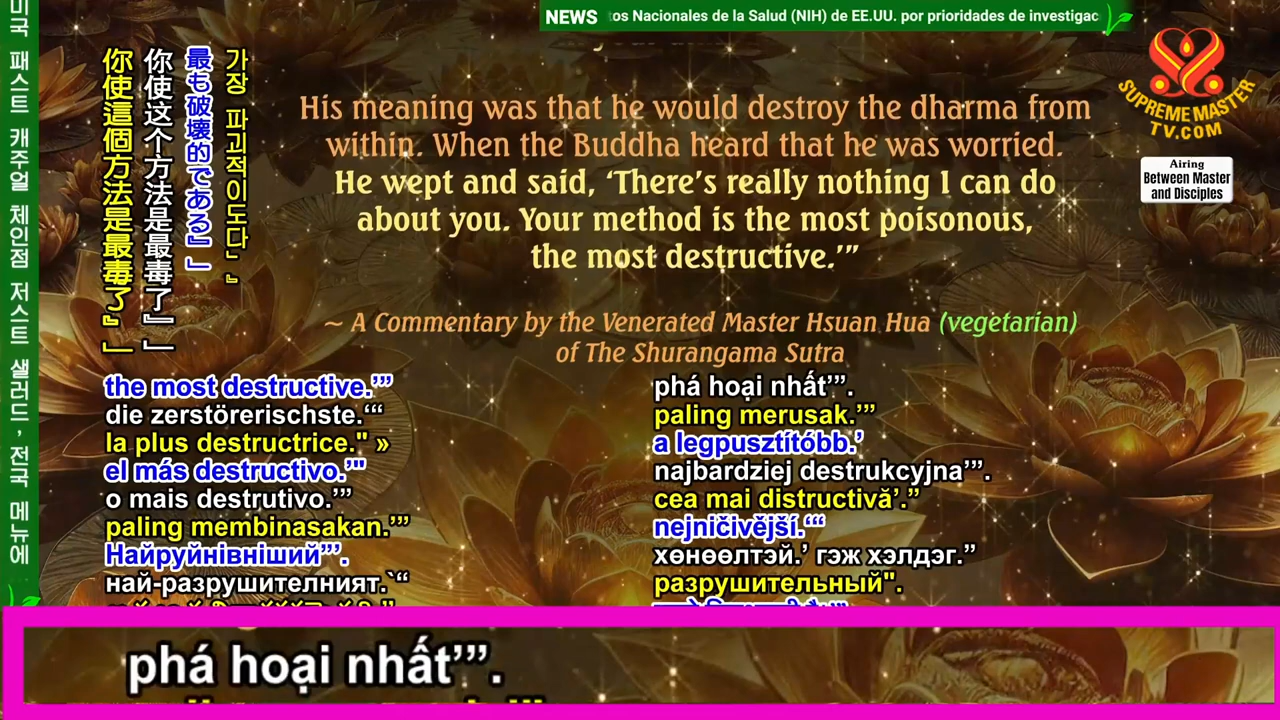 NEWS os Nacionales de la Salud (NIH) de EE.UU. por prioridades de investigac
SUPREME MASTER
TV.COM
Airing
Between Master
and Disciples
미국 패스트 캐주얼 체인점 저스트 샐러드, 전국 메뉴에
가장 파괴적이도다」』
最も破壊的である』」
你使这个方法是最毒了』」
你使這個方法是最毒了』」
His meaning was that he would destroy the dharma from
within. When the Buddha heard that he was worried.
He wept and said, ‘There’s really nothing I can do
about you. Your method is the most poisonous,
the most destructive.’”
~ A Commentary by the Venerated Master Hsuan Hua (vegetarian)
of The Shurangama Sutra
the most destructive.’”
die zerstörerischste.‘“
la plus destructrice." »
el más destructivo.'"
o mais destrutivo.’”
paling membinasakan.’”
Найруйнівніший”’.
най-разрушителният.`“
phá hoại nhất’”.
paling merusak.’”
a legpusztítóbb.’
najbardziej destrukcyjna’”.
cea mai distructivă’.”
nejničivější.‘“
хөнөөлтэй.’ гэж хэлдэг.”
разрушительный".
phá hoại nhất’”.